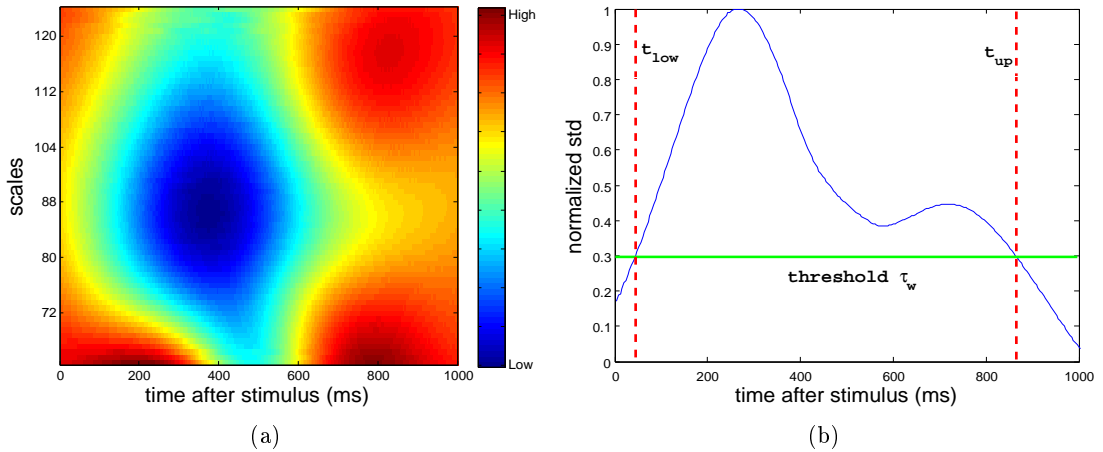 120
112
104
88
80
72
scales
0 200 400 600 800 1000
time after stimulus (ms)
High
Low
(a)
1
0.9
0.8
0.7
0.6
0.5
0.4
0.3
0.2
0.1
0
normalized std
t_low
t_up
threshold τ_w
0 200 400 600 800 1000
time after stimulus (ms)
(b)